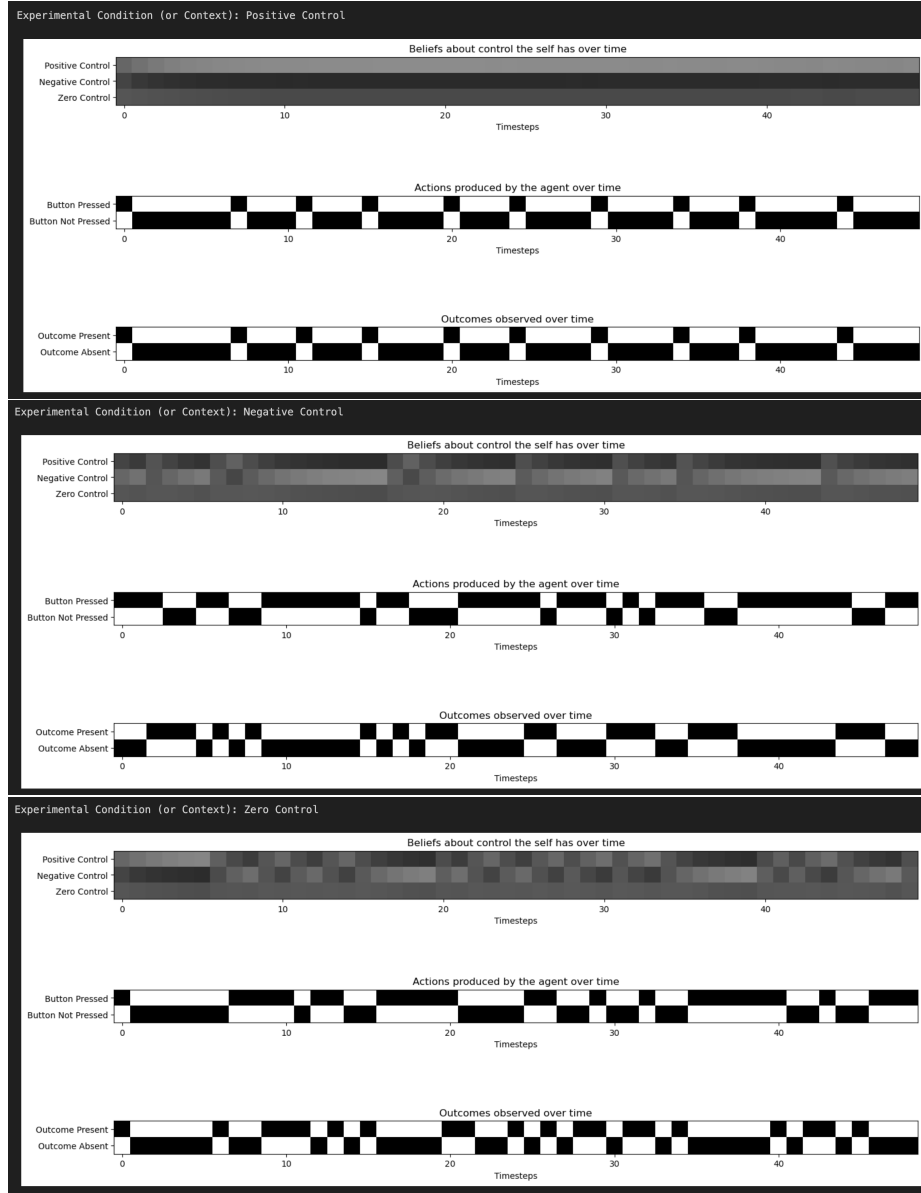 Experimental Condition (or Context): Positive Control
Beliefs about control the self has over time
Positive Control
Negative Control
Zero Control
0 10 20 30 40
Timesteps
Actions produced by the agent over time
Button Pressed
Button Not Pressed
0 10 20 30 40
Timesteps
Outcomes observed over time
Outcome Present
Outcome Absent
0 10 20 30 40
Timesteps
Experimental Condition (or Context): Negative Control
Beliefs about control the self has over time
Positive Control
Negative Control
Zero Control
0 10 20 30 40
Timesteps
Actions produced by the agent over time
Button Pressed
Button Not Pressed
0 10 20 30 40
Timesteps
Outcomes observed over time
Outcome Present
Outcome Absent
0 10 20 30 40
Timesteps
Experimental Condition (or Context): Zero Control
Beliefs about control the self has over time
Positive Control
Negative Control
Zero Control
0 10 20 30 40
Timesteps
Actions produced by the agent over time
Button Pressed
Button Not Pressed
0 10 20 30 40
Timesteps
Outcomes observed over time
Outcome Present
Outcome Absent
0 10 20 30 40
Timesteps